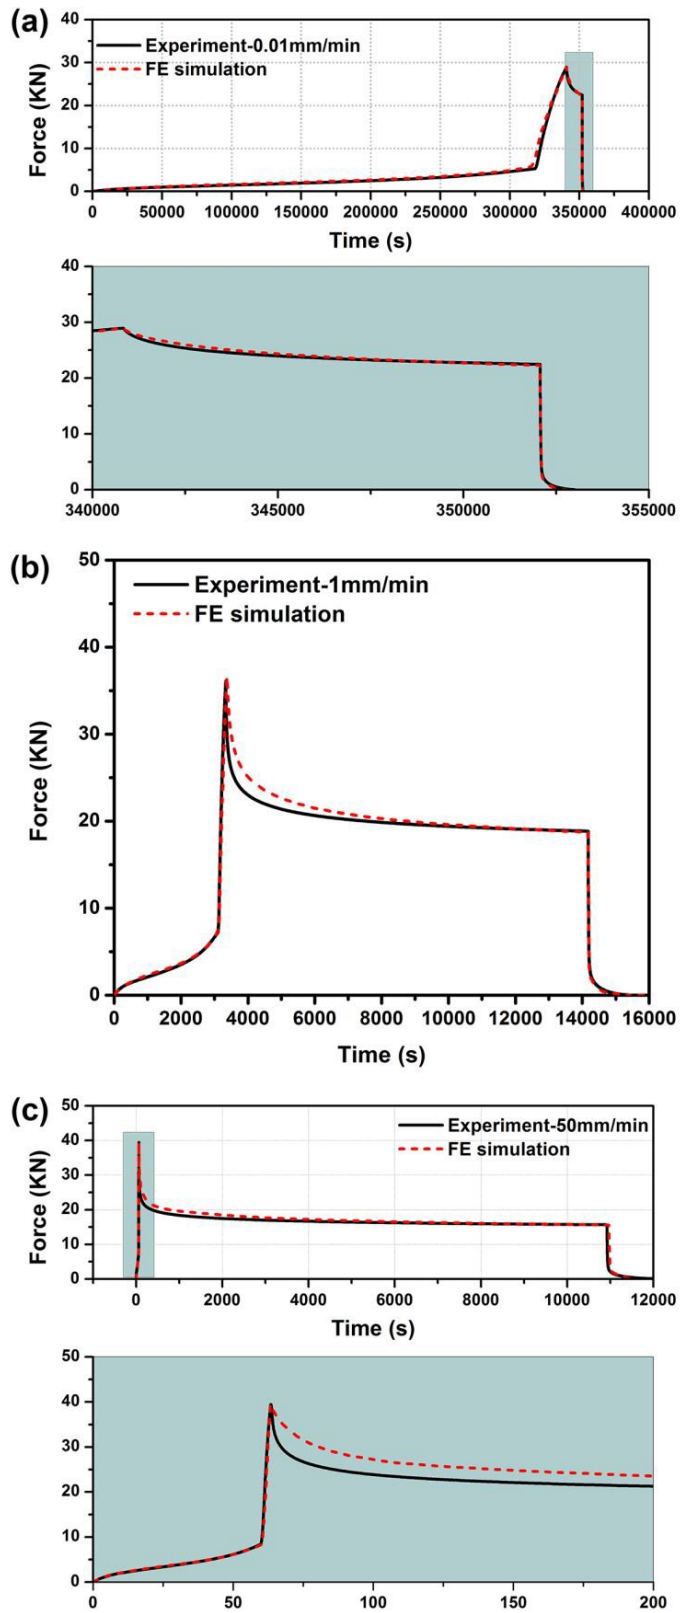 (a)
Experiment-0.01mm/min
FE simulation
Force (KN)
40
30
20
10
0
0 50000 100000 150000 200000 250000 300000 350000 400000
Time (s)
40
30
20
10
0
340000 345000 350000 355000
(b)
Experiment-1mm/min
FE simulation
Force (KN)
50
40
30
20
10
0
0 2000 4000 6000 8000 10000 12000 14000 16000
Time (s)
(c)
Experiment-50mm/min
FE simulation
Force (KN)
50
40
30
20
10
0
0 2000 4000 6000 8000 10000 12000
Time (s)
50
40
30
20
10
0
0 50 100 150 200